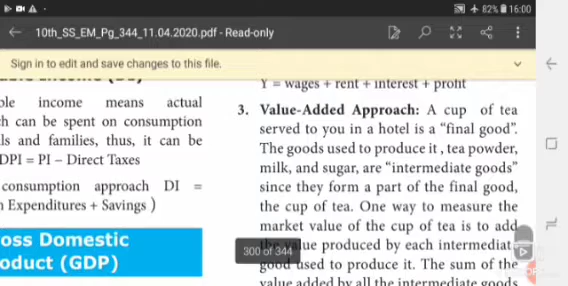 82% 16:00
10th_SS_EM_Pg_344_11.04.2020.pdf - Read-only
Sign in to edit and save changes to this file.
ble income means actual
h can be spent on consumption
ls and families, thus, it can be
DPI = PI – Direct Taxes
consumption approach DI =
n Expenditures + Savings )
oss Domestic
oduct (GDP)
Y = wages + rent + interest + profit
3. Value-Added Approach: A cup of tea
served to you in a hotel is a “final good”.
The goods used to produce it , tea powder,
milk, and sugar, are “intermediate goods”
since they form a part of the final good,
the cup of tea. One way to measure the
market value of the cup of tea is to add
value produced by each intermediat
good used to produce it. The sum of the
value added by all the intermediate goods
300 of 344